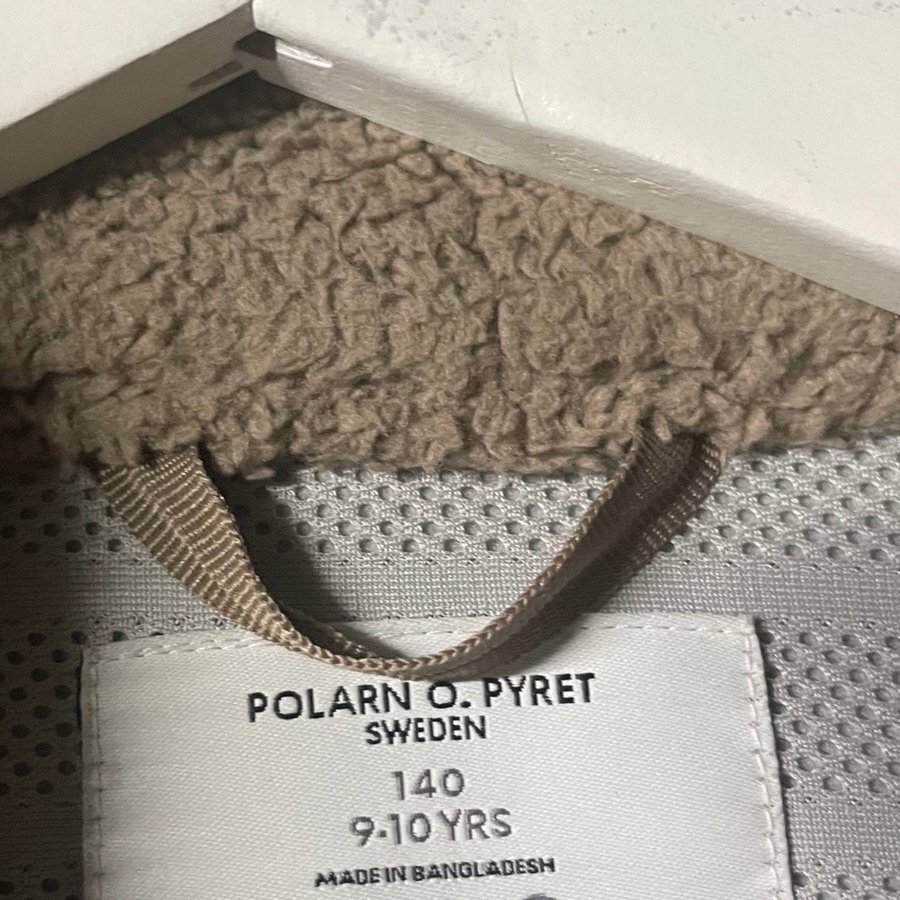 POLARN O. PYRET
SWEDEN
140
9-10 YRS
MADE IN BANGLADESH